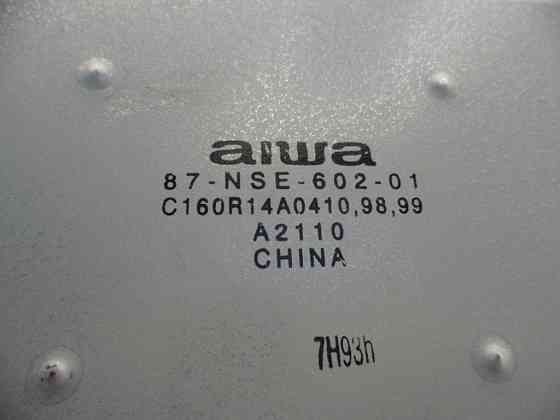 aiwa
87-NSE-602-01
C160R14A0410,98,99
A2110
CHINA
7H93h